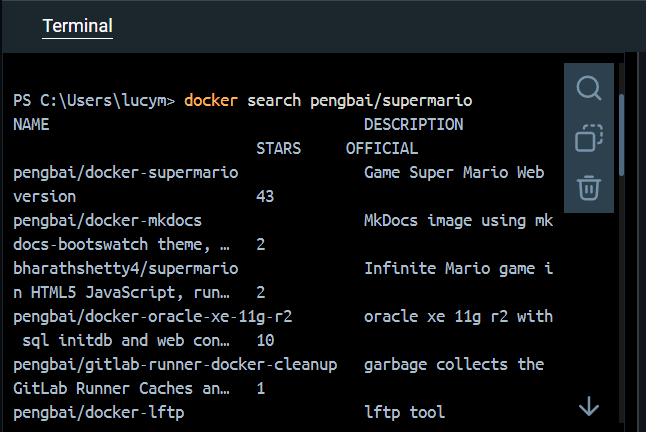 Terminal
PS C:\Users\lucym> docker search pengbai/supermario
NAME DESCRIPTION
STARS OFFICIAL
pengbai/docker-supermario Game Super Mario Web
version 43
pengbai/docker-mkdocs MkDocs image using mk
docs-bootswatch theme, … 2
bharathshetty4/supermario Infinite Mario game i
n HTML5 JavaScript, run… 2
pengbai/docker-oracle-xe-11g-r2 oracle xe 11g r2 with
sql initdb and web con… 10
pengbai/gitlab-runner-docker-cleanup garbage collects the
GitLab Runner Caches an… 1
pengbai/docker-lftp lftp tool